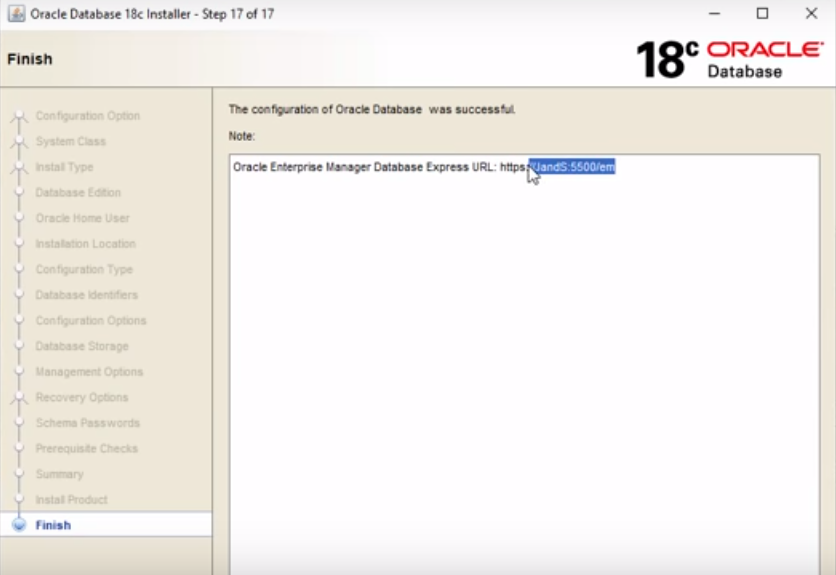 Oracle Database 18c Installer - Step 17 of 17
Finish
18c ORACLE
Database
Configuration Option
System Class
Install Type
Database Edition
Oracle Home User
Installation Location
Configuration Type
Database Identifiers
Configuration Options
Database Storage
Management Options
Recovery Options
Schema Passwords
Prerequisite Checks
Summary
Install Product
Finish
The configuration of Oracle Database was successful.
Note:
Oracle Enterprise Manager Database Express URL: https://JandS:5500/em